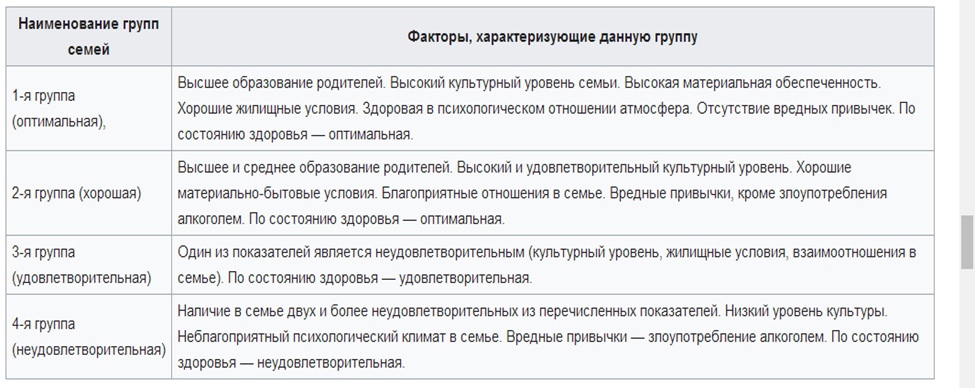 Наименование групп
семей
Факторы, характеризующие данную группу
1-я группа
(оптимальная),
Высшее образование родителей. Высокий культурный уровень семьи. Высокая материальная обеспеченность.
Хорошие жилищные условия. Здоровая в психологическом отношении атмосфера. Отсутствие вредных привычек. По
состоянию здоровья — оптимальная.
2-я группа (хорошая)
Высшее и среднее образование родителей. Высокий и удовлетворительный культурный уровень. Хорошие
материально-бытовые условия. Благоприятные отношения в семье. Вредные привычки, кроме злоупотребления
алкоголем. По состоянию здоровья — оптимальная.
3-я группа
(удовлетворительная)
Один из показателей является неудовлетворительным (культурный уровень, жилищные условия, взаимоотношения в
семье). По состоянию здоровья — удовлетворительная.
4-я группа
(неудовлетворительная)
Наличие в семье двух и более неудовлетворительных из перечисленных показателей. Низкий уровень культуры.
Неблагоприятный психологический климат в семье. Вредные привычки — злоупотребление алкоголем. По состоянию
здоровья — неудовлетворительная.